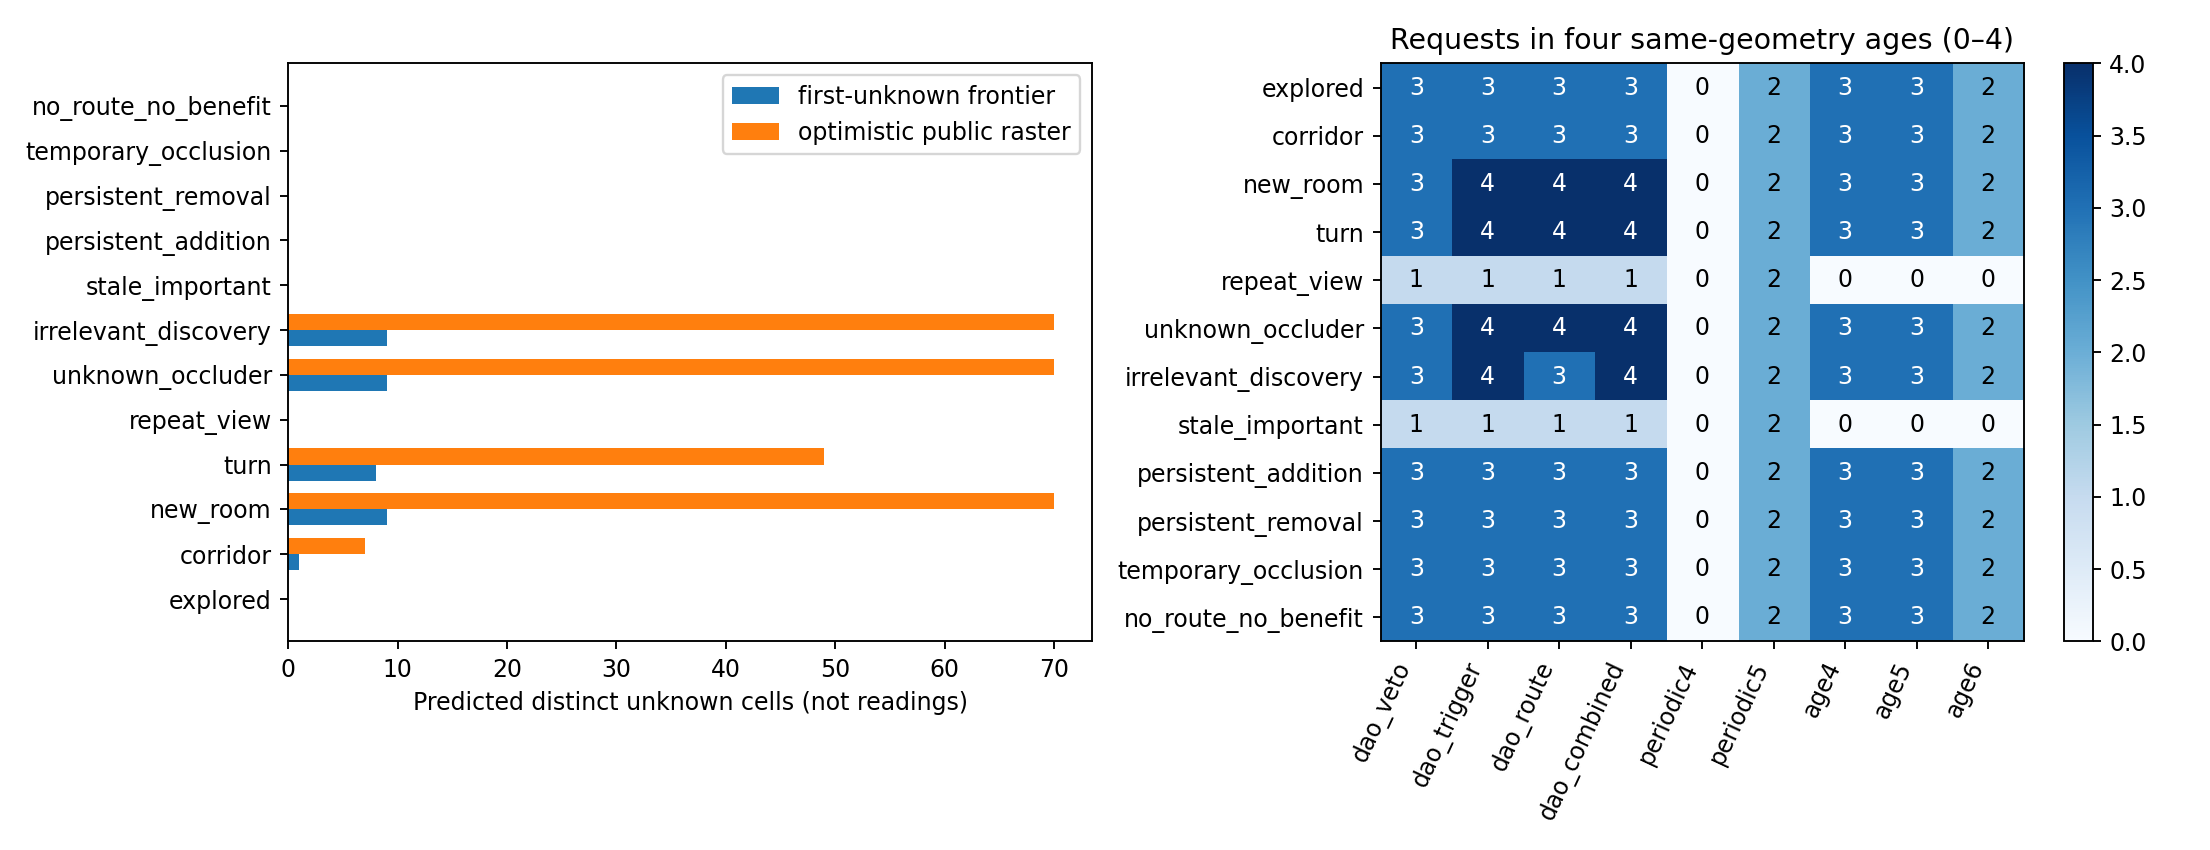 first-unknown frontier
optimistic public raster
no_route_no_benefit
temporary_occlusion
persistent_removal
persistent_addition
stale_important
irrelevant_discovery
unknown_occluder
repeat_view
turn
new_room
corridor
explored
0 10 20 30 40 50 60 70
Predicted distinct unknown cells (not readings)
Requests in four same-geometry ages (0–4)
explored 3 3 3 3 0 2 3 3 2
corridor 3 3 3 3 0 2 3 3 2
new_room 3 4 4 4 0 2 3 3 2
turn 3 4 4 4 0 2 3 3 2
repeat_view 1 1 1 1 0 2 0 0 0
unknown_occluder 3 4 4 4 0 2 3 3 2
irrelevant_discovery 3 4 3 4 0 2 3 3 2
stale_important 1 1 1 1 0 2 0 0 0
persistent_addition 3 3 3 3 0 2 3 3 2
persistent_removal 3 3 3 3 0 2 3 3 2
temporary_occlusion 3 3 3 3 0 2 3 3 2
no_route_no_benefit 3 3 3 3 0 2 3 3 2
dao_veto
dao_trigger
dao_route
dao_combined
periodic4
periodic5
age4
age5
age6
4.0
3.5
3.0
2.5
2.0
1.5
1.0
0.5
0.0